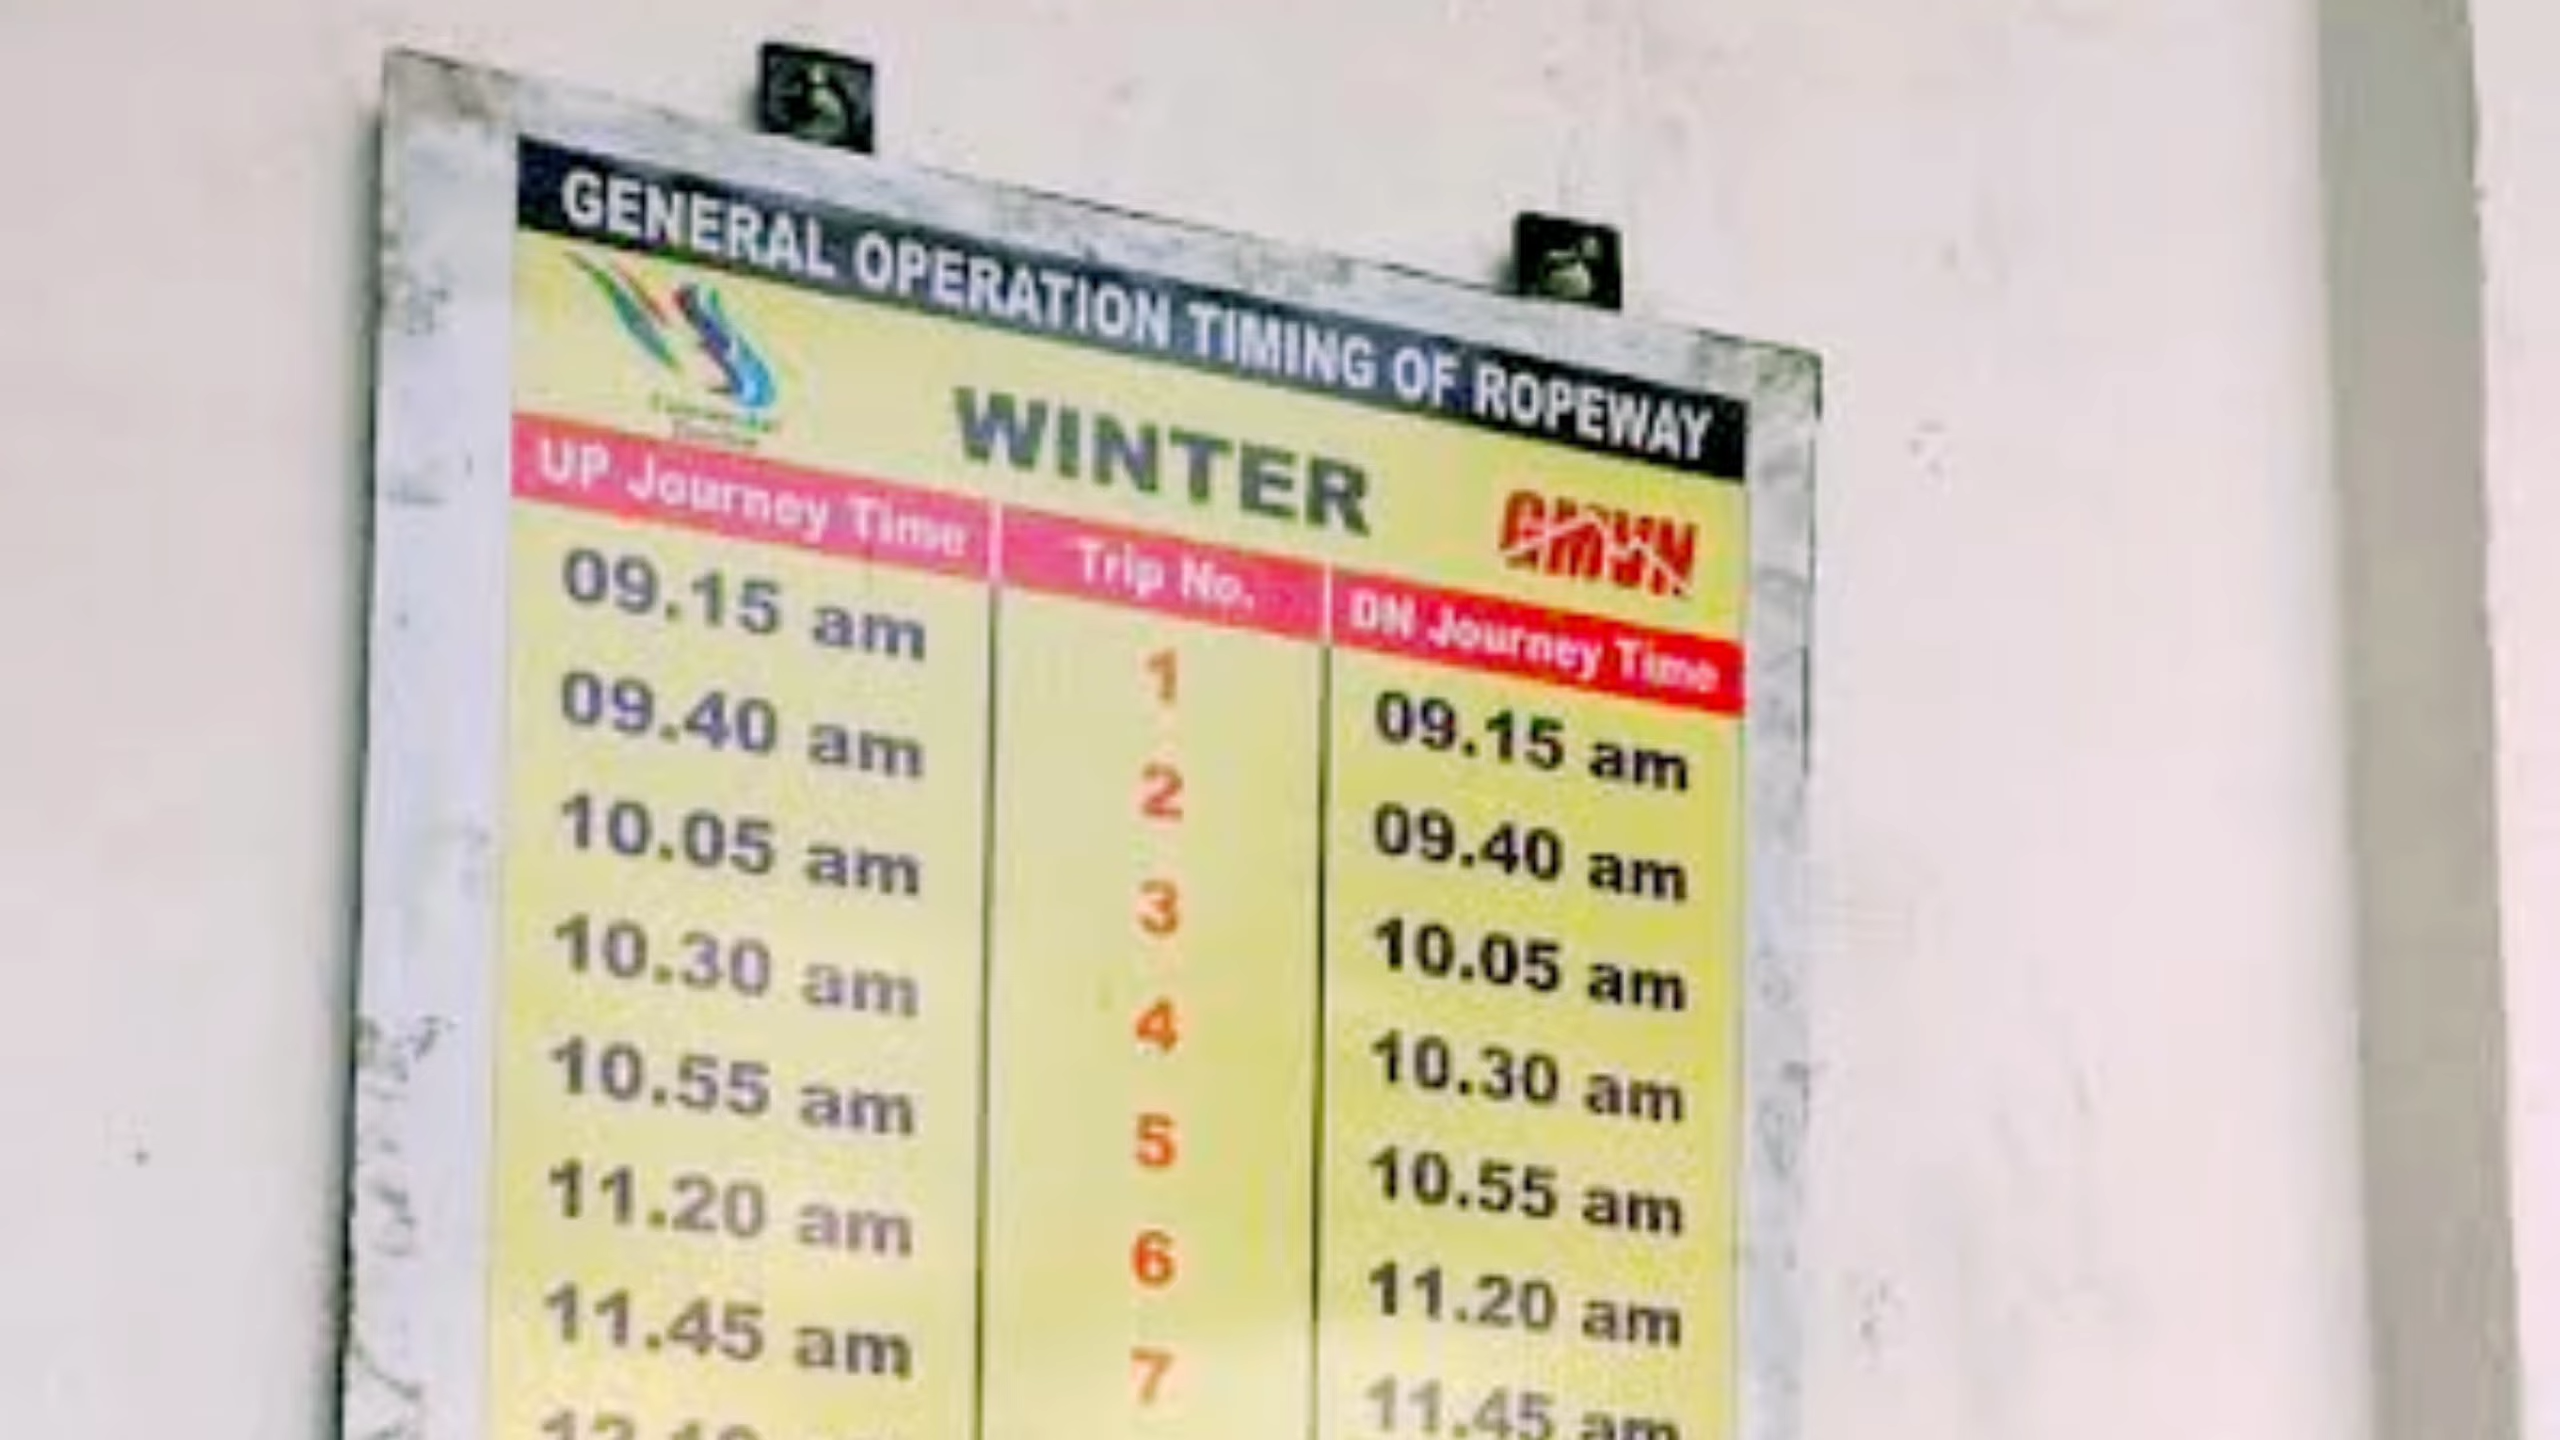 GENERAL OPERATION TIMING OF ROPEWAY
WINTER
GMVN
UP Journey Time Trip No. DN Journey Time
09.15 am 1 09.15 am
09.40 am 2 09.40 am
10.05 am 3 10.05 am
10.30 am 4 10.30 am
10.55 am 5 10.55 am
11.20 am 6 11.20 am
11.45 am 7 11.45 am